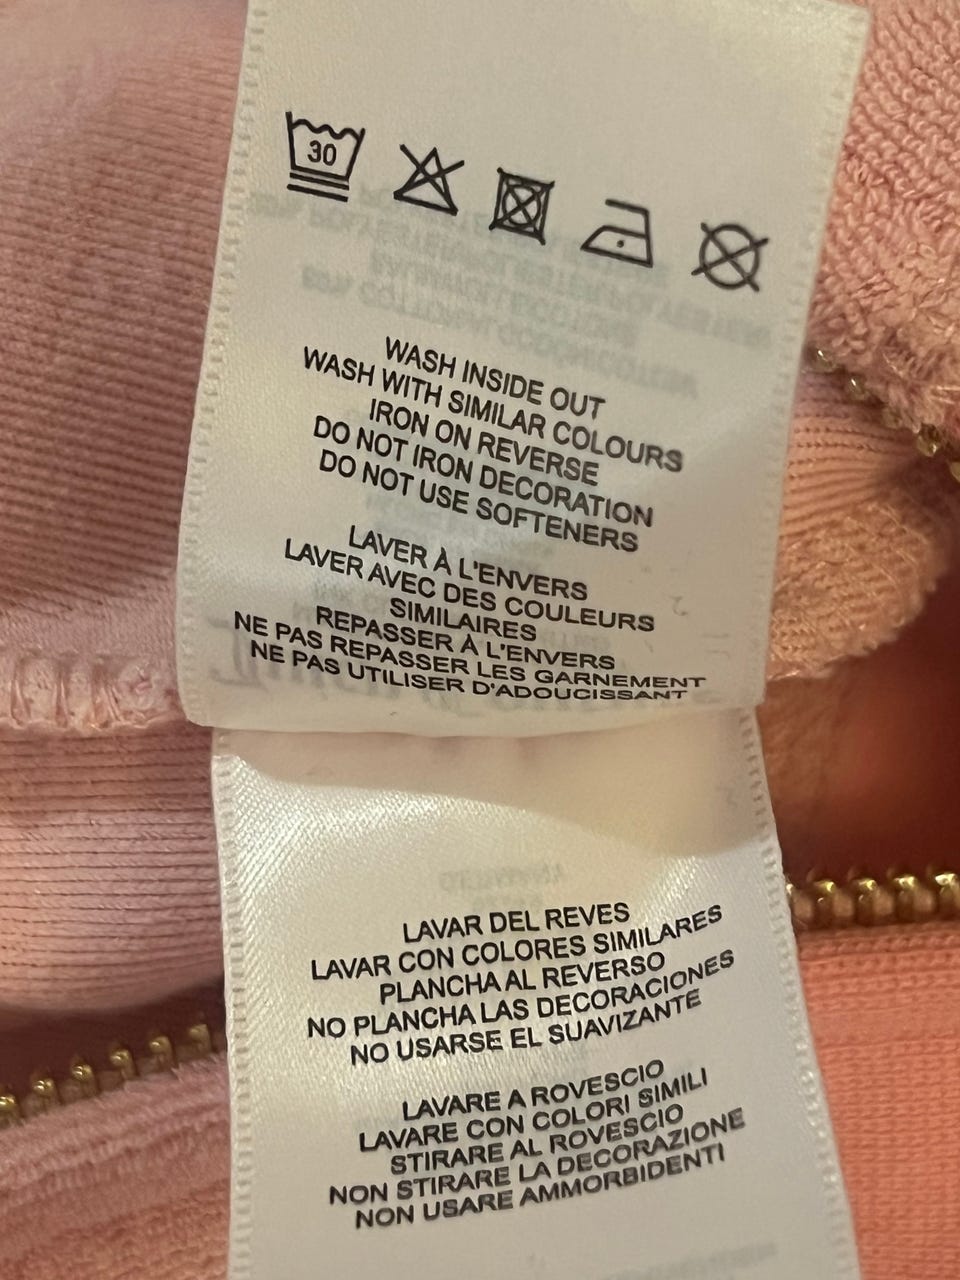 30
WASH INSIDE OUT
WASH WITH SIMILAR COLOURS
IRON ON REVERSE
DO NOT IRON DECORATION
DO NOT USE SOFTENERS
LAVER À L'ENVERS
LAVER AVEC DES COULEURS
SIMILAIRES
REPASSER À L'ENVERS
NE PAS REPASSER LES GARNEMENT
NE PAS UTILISER D'ADOUCISSANT
LAVAR DEL REVES
LAVAR CON COLORES SIMILARES
PLANCHA AL REVERSO
NO PLANCHA LAS DECORACIONES
NO USARSE EL SUAVIZANTE
LAVARE A ROVESCIO
LAVARE CON COLORI SIMILI
STIRARE AL ROVESCIO
NON STIRARE LA DECORAZIONE
NON USARE AMMORBIDENTI